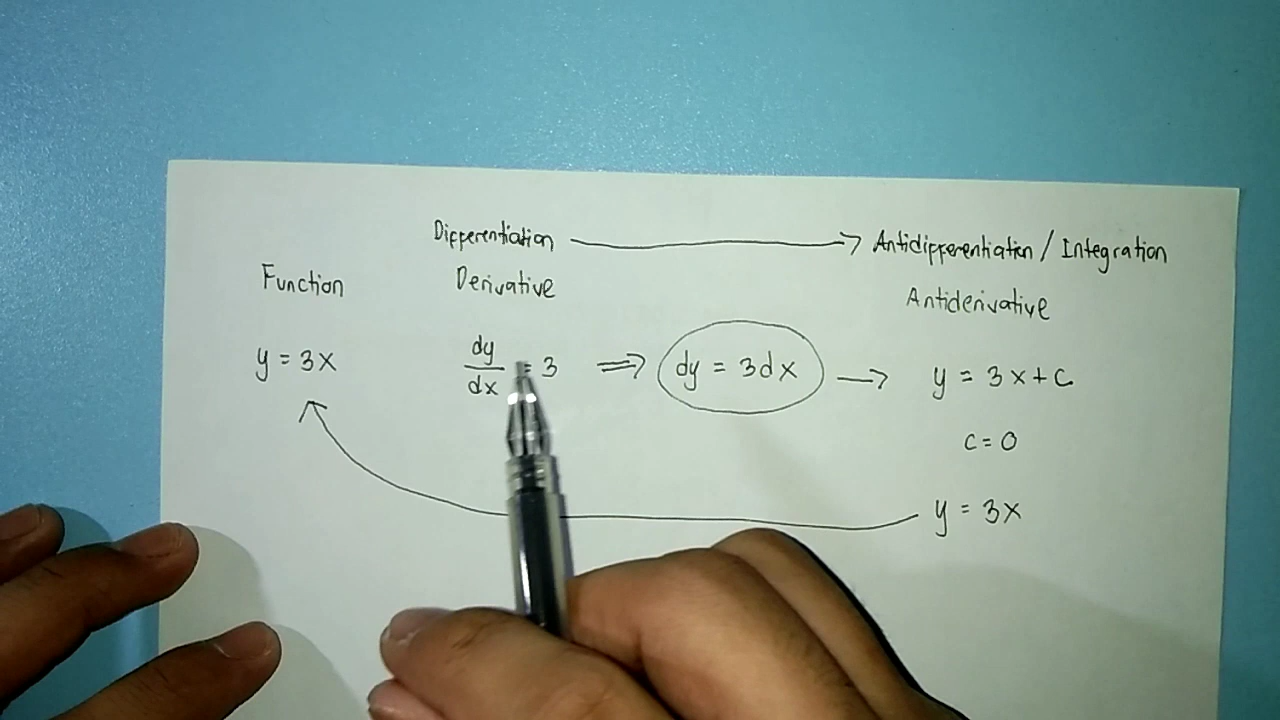 Differentiation → Antidifferentiation / Integration
Function Derivative Antiderivative
y = 3x dy/dx = 3 ⇒ dy = 3dx → y = 3x + c
c = 0
y = 3x